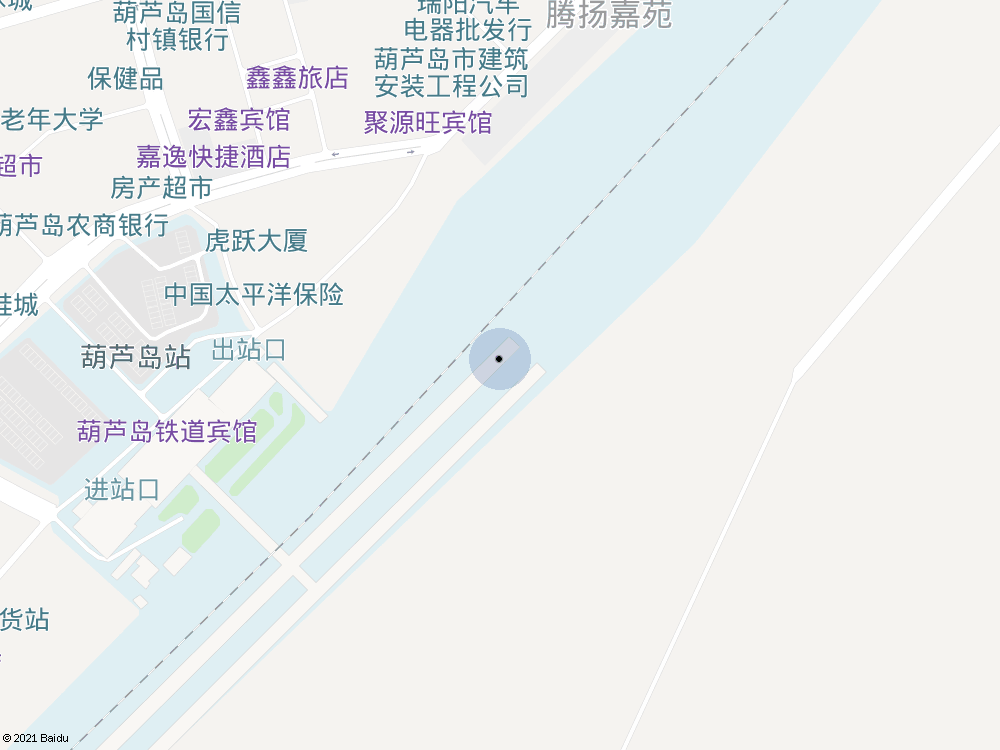 葫芦岛国信
村镇银行
瑞阳汽车
电器批发行
腾扬嘉苑
葫芦岛市建筑
安装工程公司
保健品
鑫鑫旅店
老年大学
宏鑫宾馆
聚源旺宾馆
超市
嘉逸快捷酒店
房产超市
葫芦岛农商银行
虎跃大厦
中国太平洋保险
城
葫芦岛站
出站口
葫芦岛铁道宾馆
进站口
货站
© 2021 Baidu